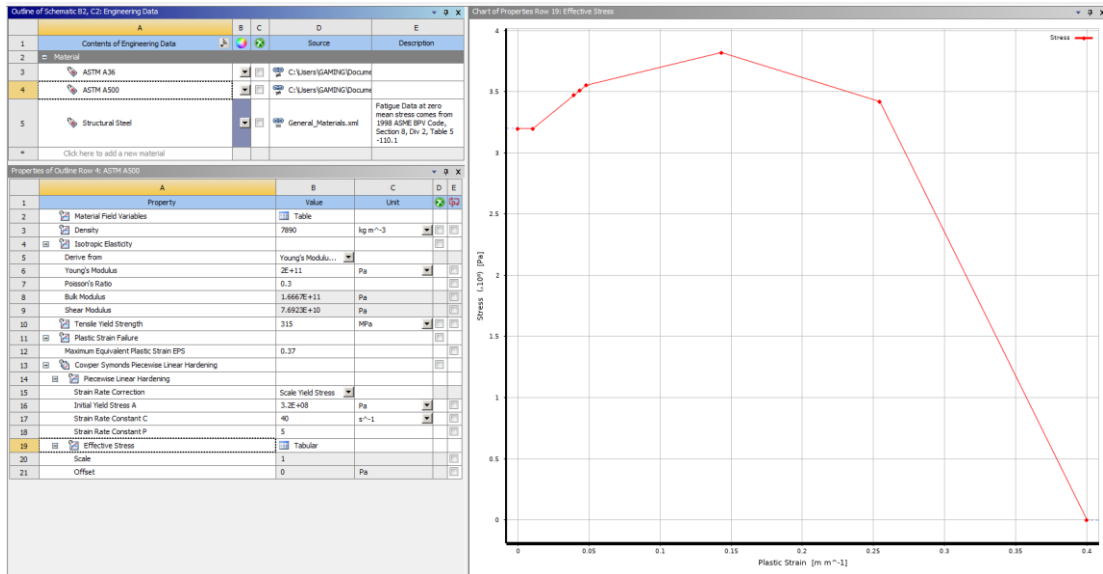 Outline of Schematic B2, C2: Engineering Data
A B C D E
1 Contents of Engineering Data Source Description
2 Material
3 ASTM A36 C:\Users\GAMING\Docume
4 ASTM A500 C:\Users\GAMING\Docume
5 Structural Steel General_Materials.xml Fatigue Data at zero
mean stress comes from
1998 ASME BPV Code,
Section 8, Div 2, Table 5
-110.1
* Click here to add a new material
Properties of Outline Row 4: ASTM A500
A B C D E
1 Property Value Unit
2 Material Field Variables Table
3 Density 7890 kg m^-3
4 Isotropic Elasticity
5 Derive from Young's Modulu...
6 Young's Modulus 2E+11 Pa
7 Poisson's Ratio 0.3
8 Bulk Modulus 1.6667E+11 Pa
9 Shear Modulus 7.6923E+10 Pa
10 Tensile Yield Strength 315 MPa
11 Plastic Strain Failure
12 Maximum Equivalent Plastic Strain EPS 0.37
13 Cowper Symonds Piecewise Linear Hardening
14 Piecewise Linear Hardening
15 Strain Rate Correction Scale Yield Stress
16 Initial Yield Stress A 3.2E+08 Pa
17 Strain Rate Constant C 40 s^-1
18 Strain Rate Constant P 5
19 Effective Stress Tabular
20 Scale 1
21 Offset 0 Pa
Chart of Properties Row 19: Effective Stress
Stress
4
3.5
3
2.5
2
1.5
1
0.5
0
Stress [Pa]
0 0.05 0.1 0.15 0.2 0.25 0.3 0.35 0.4
Plastic Strain [m m^-1]